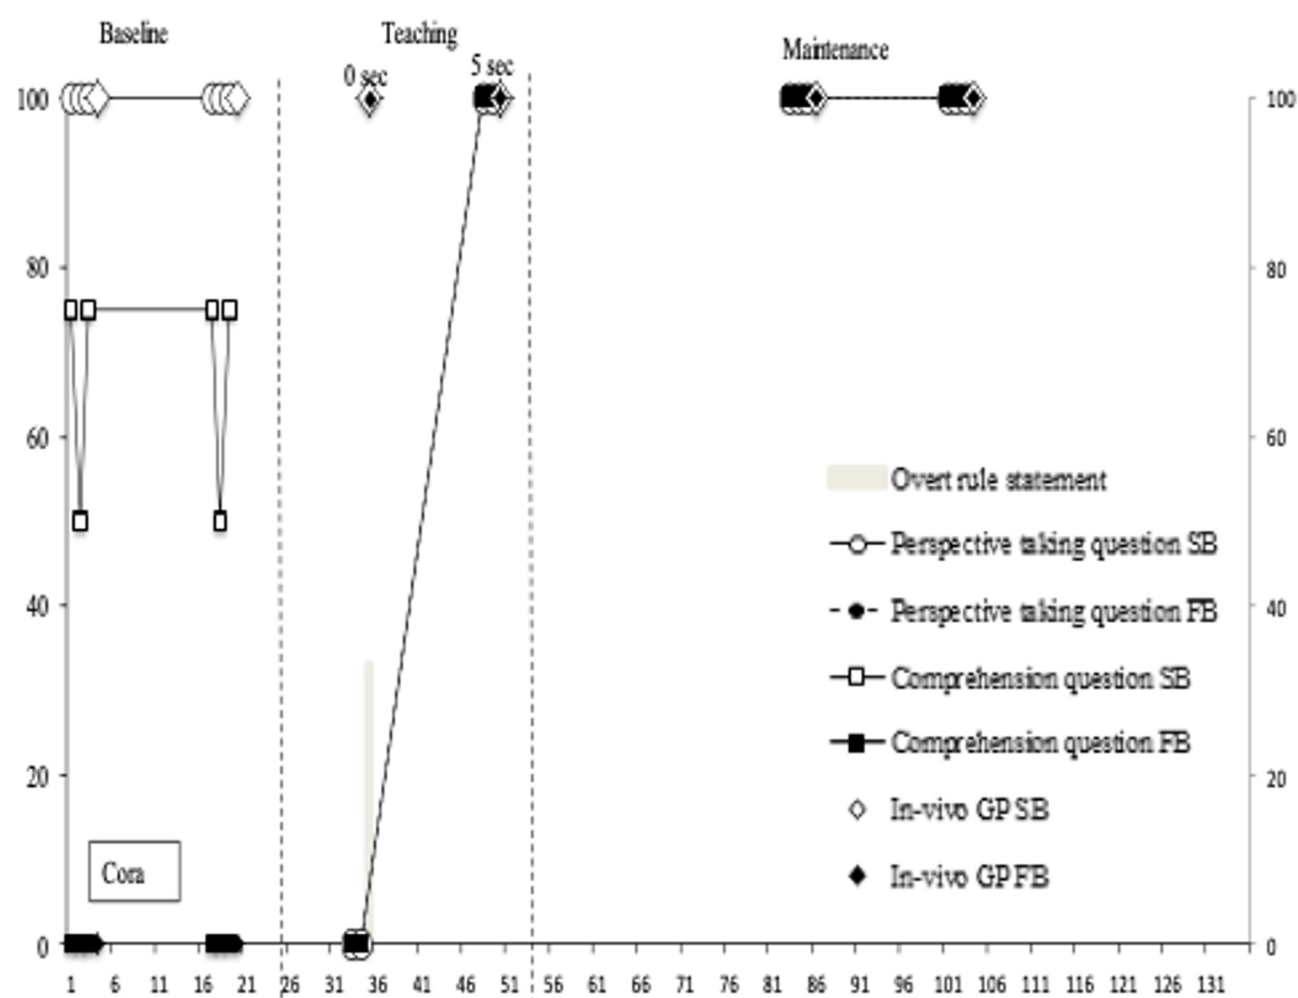 Baseline
Teaching
Maintenance
0 sec
5 sec
100
100
80
80
60
60
Overt rule statement
Perspective taking question SB
Perspective taking question FB
40
40
Comprehension question SB
Comprehension question FB
20
20
In-vivo GP SB
In-vivo GP FB
Cora
0
0
1 6 11 16 21 26 31 36 41 46 51 56 61 66 71 76 81 86 91 96 101 106 111 116 121 126 131